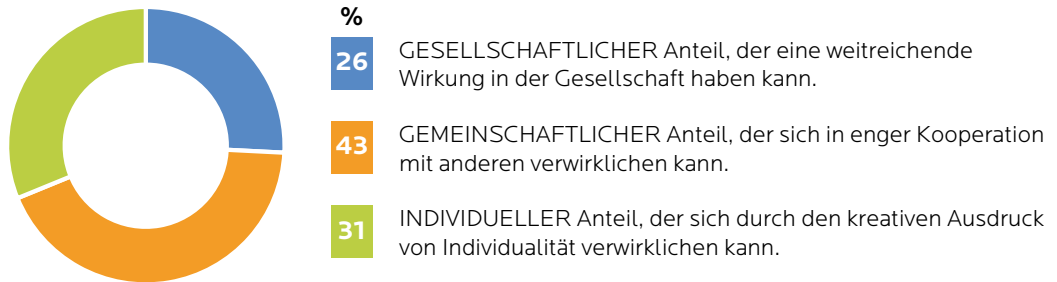 %
26 GESELLSCHAFTLICHER Anteil, der eine weitreichende
Wirkung in der Gesellschaft haben kann.
43 GEMEINSCHAFTLICHER Anteil, der sich in enger Kooperation
mit anderen verwirklichen kann.
31 INDIVIDUELLER Anteil, der sich durch den kreativen Ausdruck
von Individualität verwirklichen kann.